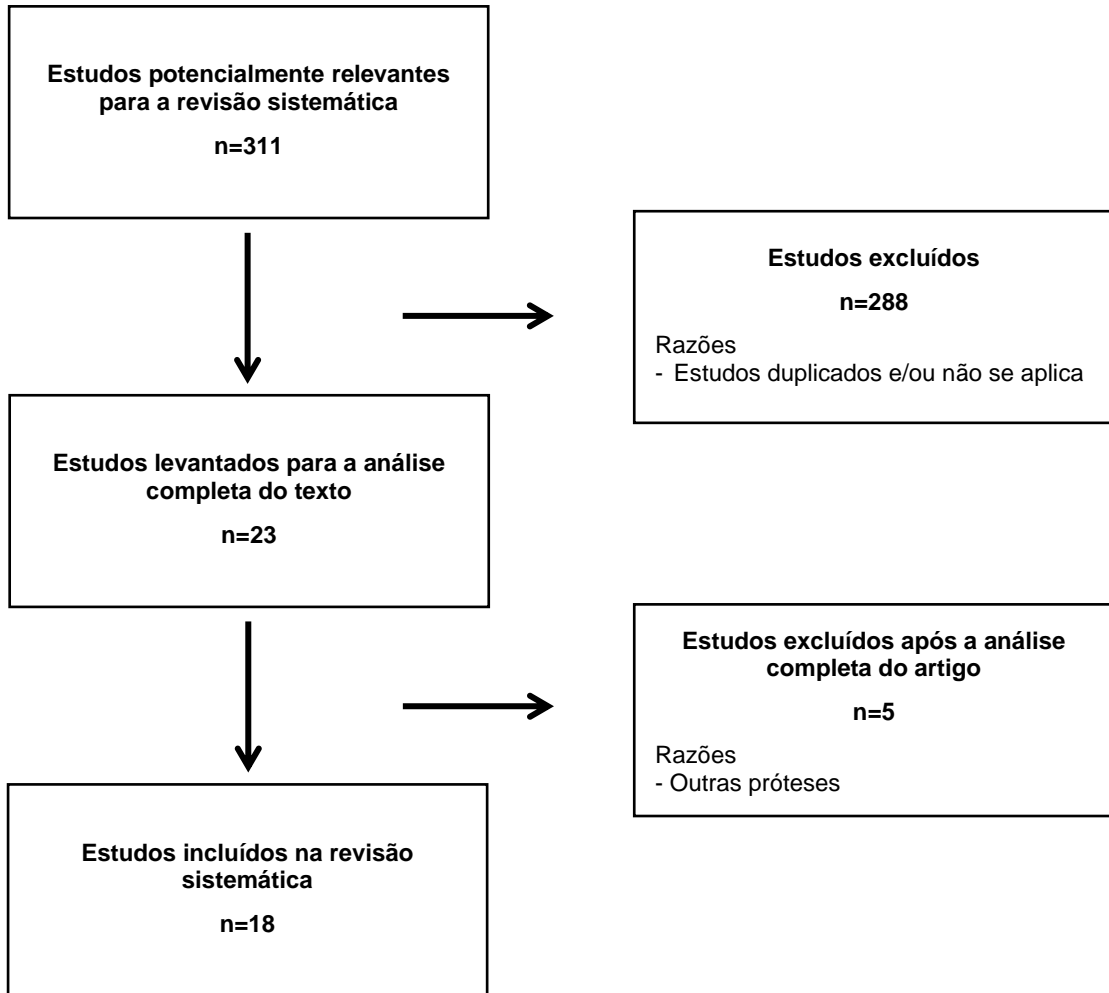 Estudos potencialmente relevantes
para a revisão sistemática
n=311
Estudos excluídos
n=288
Razões
- Estudos duplicados e/ou não se aplica
Estudos levantados para a análise
completa do texto
n=23
Estudos excluídos após a análise
completa do artigo
n=5
Razões
- Outras próteses
Estudos incluídos na revisão
sistemática
n=18